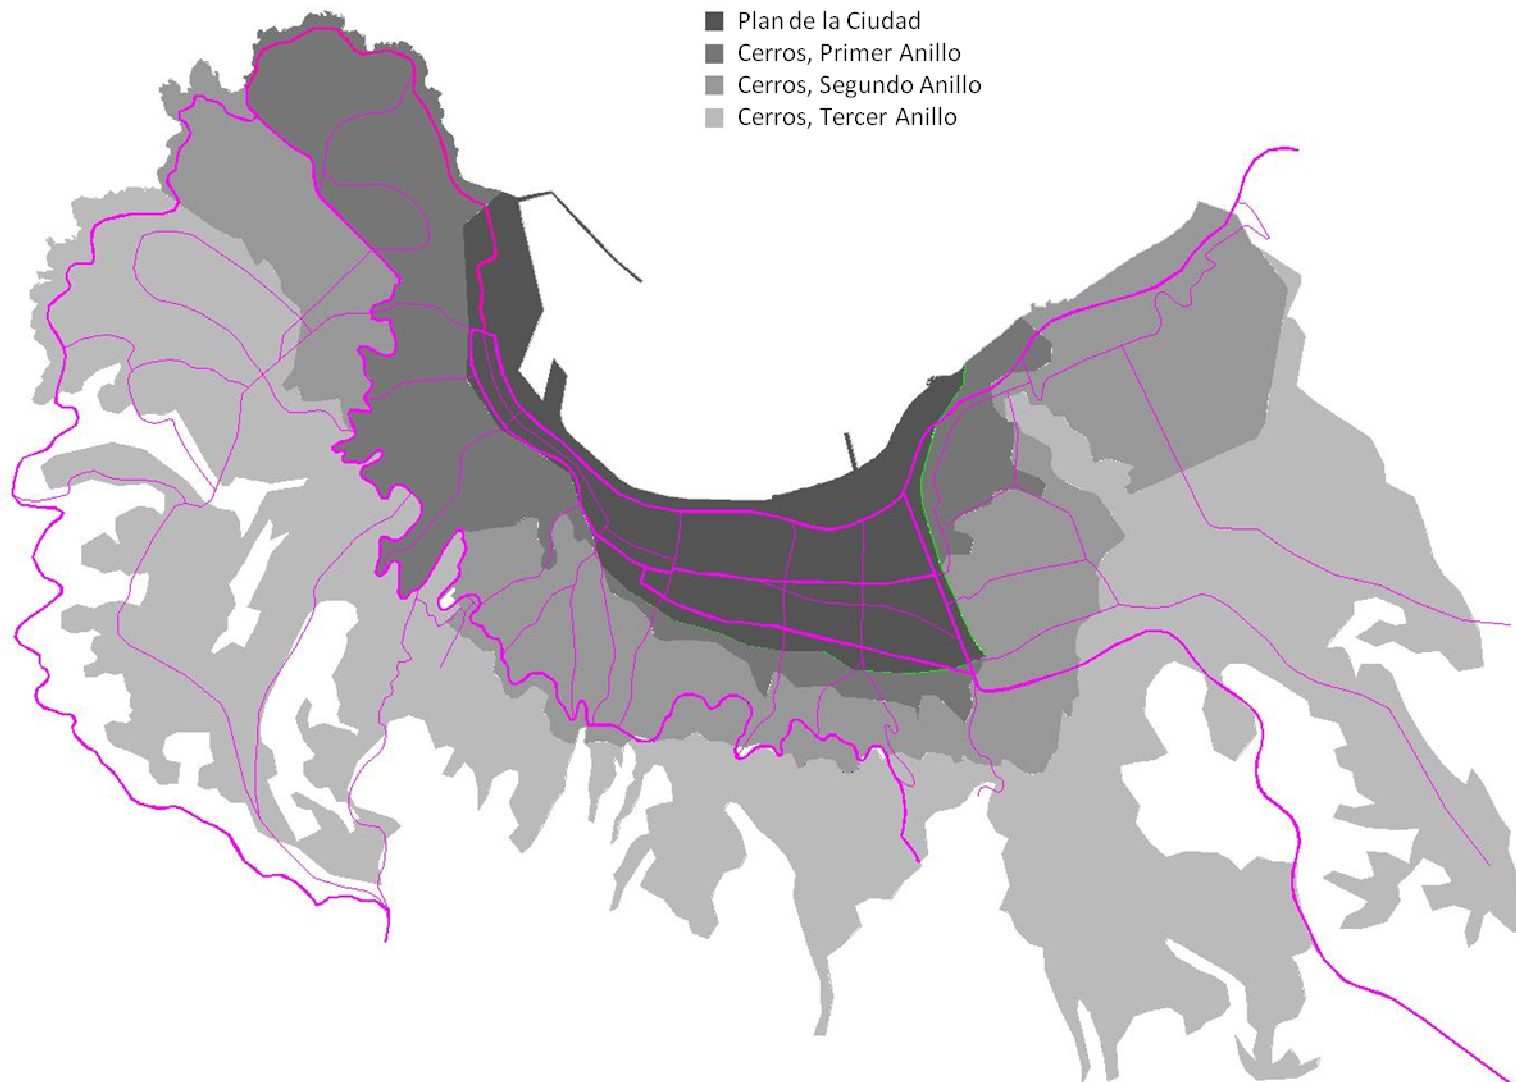 Plan de la Ciudad
Cerros, Primer Anillo
Cerros, Segundo Anillo
Cerros, Tercer Anillo